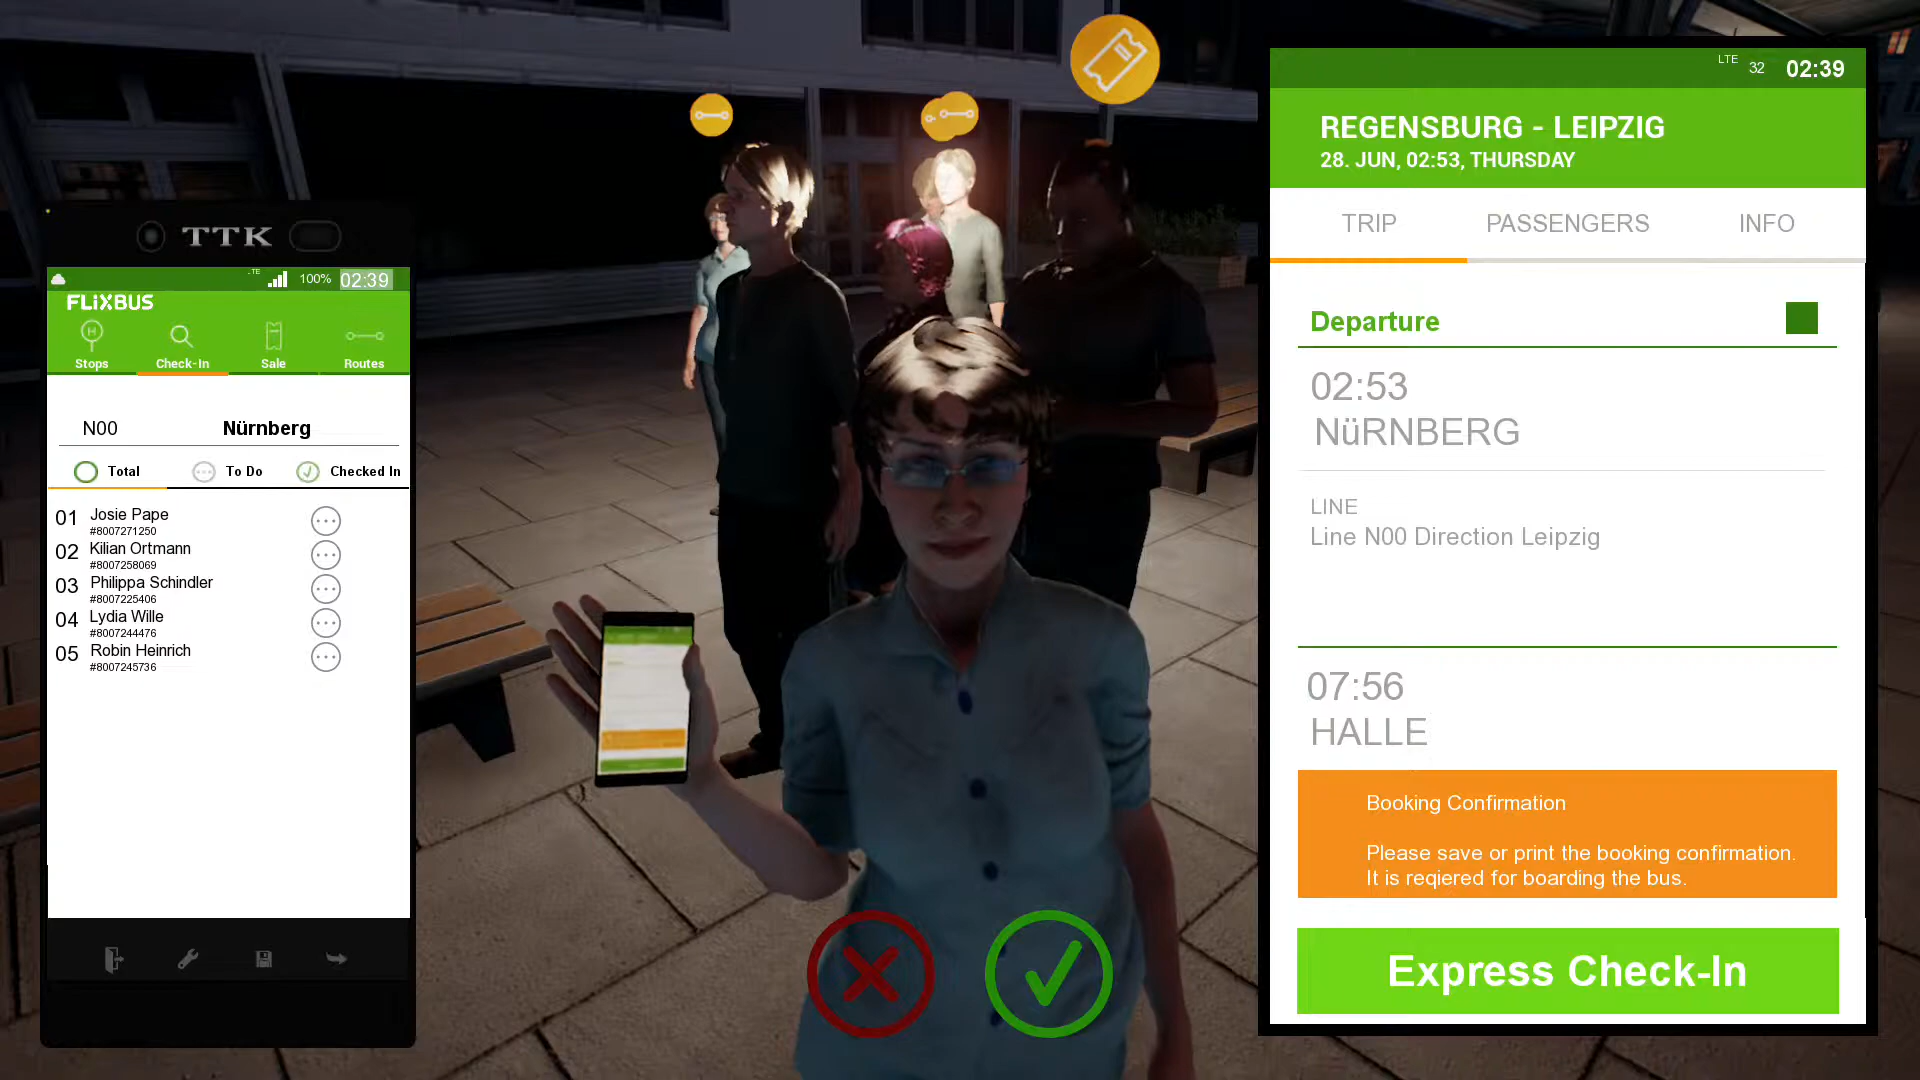 TTK
LTE 100% 02:39
FLiXBUS
H
Stops Check-In Sale Routes
N00 Nürnberg
Total To Do Checked In
01 Josie Pape
#8007271250
02 Kilian Ortmann
#8007258069
03 Philippa Schindler
#8007225406
04 Lydia Wille
#8007244476
05 Robin Heinrich
#8007245736
LTE 32 02:39
REGENSBURG - LEIPZIG
28. JUN, 02:53, THURSDAY
TRIP PASSENGERS INFO
Departure
02:53
NüRNBERG
LINE
Line N00 Direction Leipzig
07:56
HALLE
Booking Confirmation
Please save or print the booking confirmation.
It is reqiered for boarding the bus.
Express Check-In